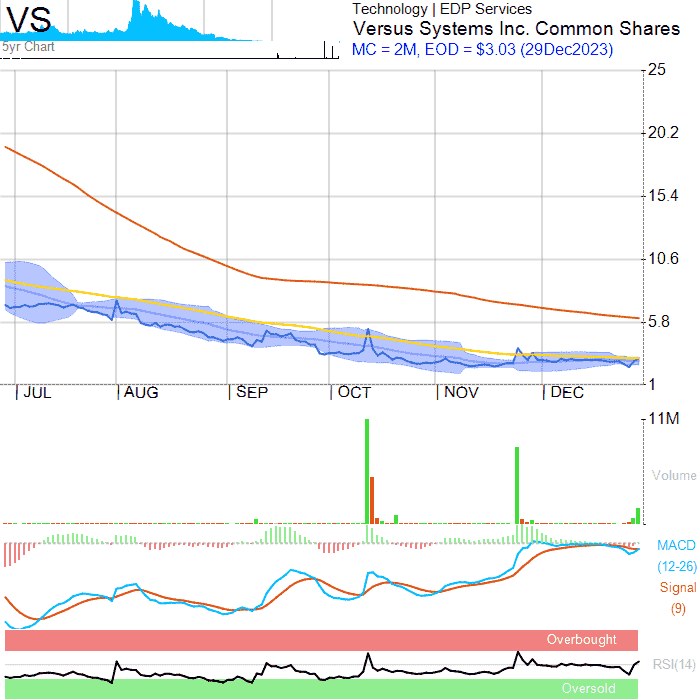 VS
Technology | EDP Services
Versus Systems Inc. Common Shares
5yr Chart
MC = 2M, EOD = $3.03 (29Dec2023)
25
20.2
15.4
10.6
5.8
1
JUL AUG SEP OCT NOV DEC
11M
Volume
MACD
(12-26)
Signal
(9)
Overbought
RSI(14)
Oversold